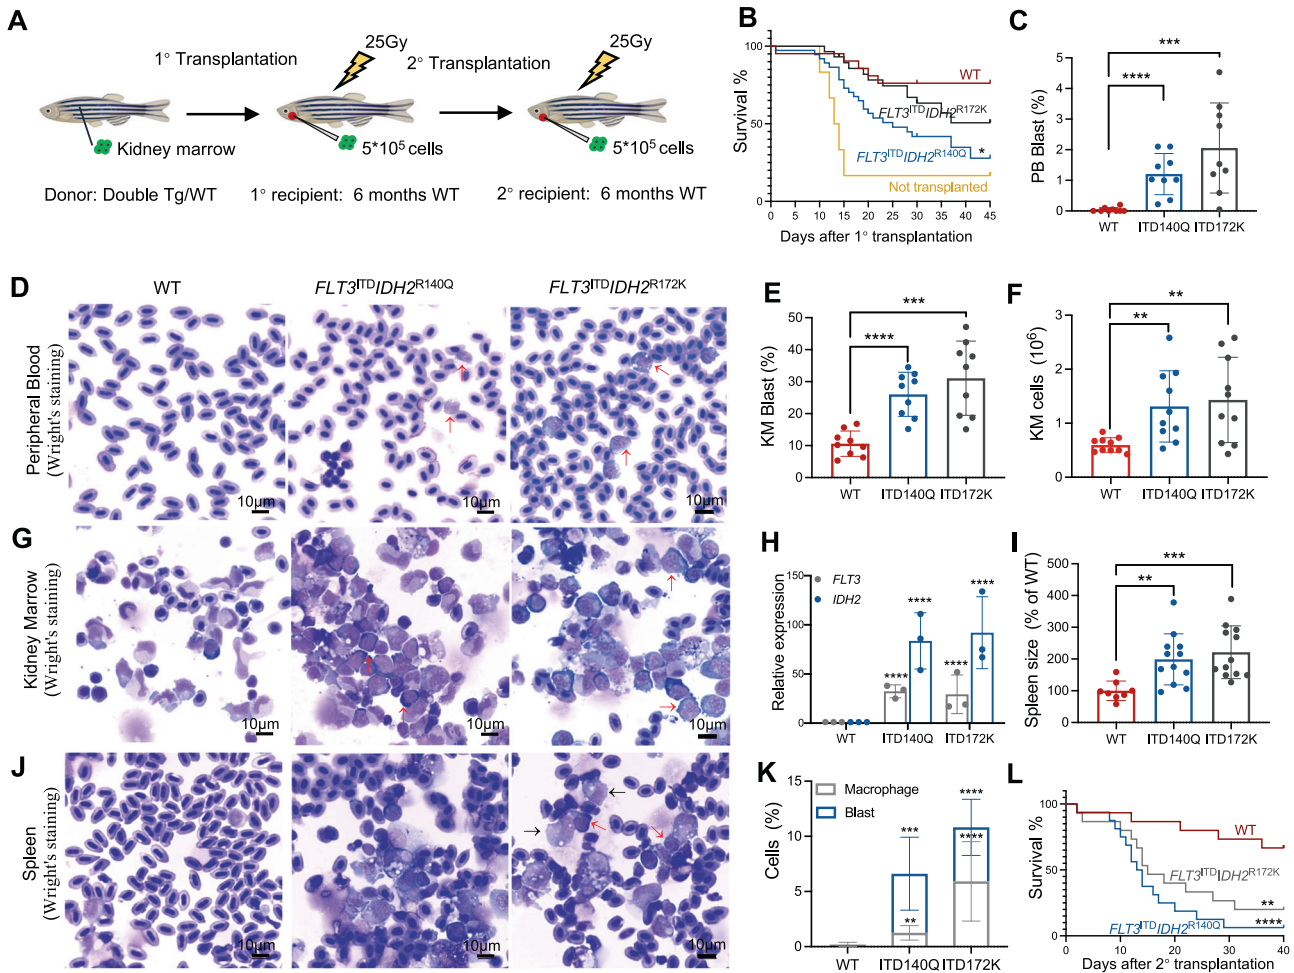 A
25Gy
25Gy
1° Transplantation
2° Transplantation
Kidney marrow
5*10⁵ cells
5*10⁵ cells
Donor: Double Tg/WT
1° recipient: 6 months WT
2° recipient: 6 months WT
B
Survival %
100
50
0
WT
FLT3ᴵᵀᴰIDH2ᴿ¹⁷²ᴷ
FLT3ᴵᵀᴰIDH2ᴿ¹⁴⁰Q
*
Not transplanted
0 5 10 15 20 25 30 35 40 45
Days after 1° transplantation
C
PB Blast (%)
5
4
3
2
1
0
***
****
WT ITD140Q ITD172K
D
WT
FLT3ᴵᵀᴰIDH2ᴿ¹⁴⁰Q
FLT3ᴵᵀᴰIDH2ᴿ¹⁷²ᴷ
Peripheral Blood
(Wright's staining)
10μm
10μm
10μm
E
KM Blast (%)
50
40
30
20
10
0
***
****
WT ITD140Q ITD172K
F
KM cells (10⁶)
3
2
1
0
**
**
WT ITD140Q ITD172K
G
Kidney Marrow
(Wright's staining)
10μm
10μm
10μm
H
Relative expression
150
100
50
0
FLT3
IDH2
****
****
****
****
WT ITD140Q ITD172K
I
Spleen size (% of WT)
500
400
300
200
100
0
***
**
WT ITD140Q ITD172K
J
Spleen
(Wright's staining)
10μm
10μm
10μm
K
Cells (%)
15
10
5
0
Macrophage
Blast
***
**
****
****
WT ITD140Q ITD172K
L
Survival %
100
50
0
WT
FLT3ᴵᵀᴰIDH2ᴿ¹⁷²ᴷ
**
FLT3ᴵᵀᴰIDH2ᴿ¹⁴⁰Q
****
0 10 20 30 40
Days after 2° transplantation